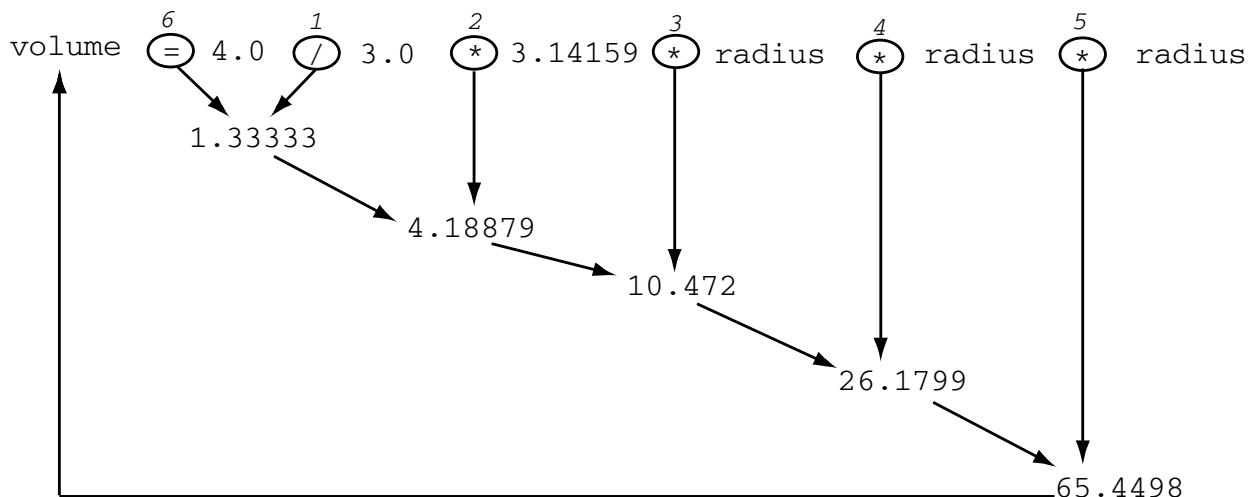 6 1 2 3 4 5
volume = 4.0 / 3.0 * 3.14159 * radius * radius * radius
1.33333
4.18879
10.472
26.1799
65.4498